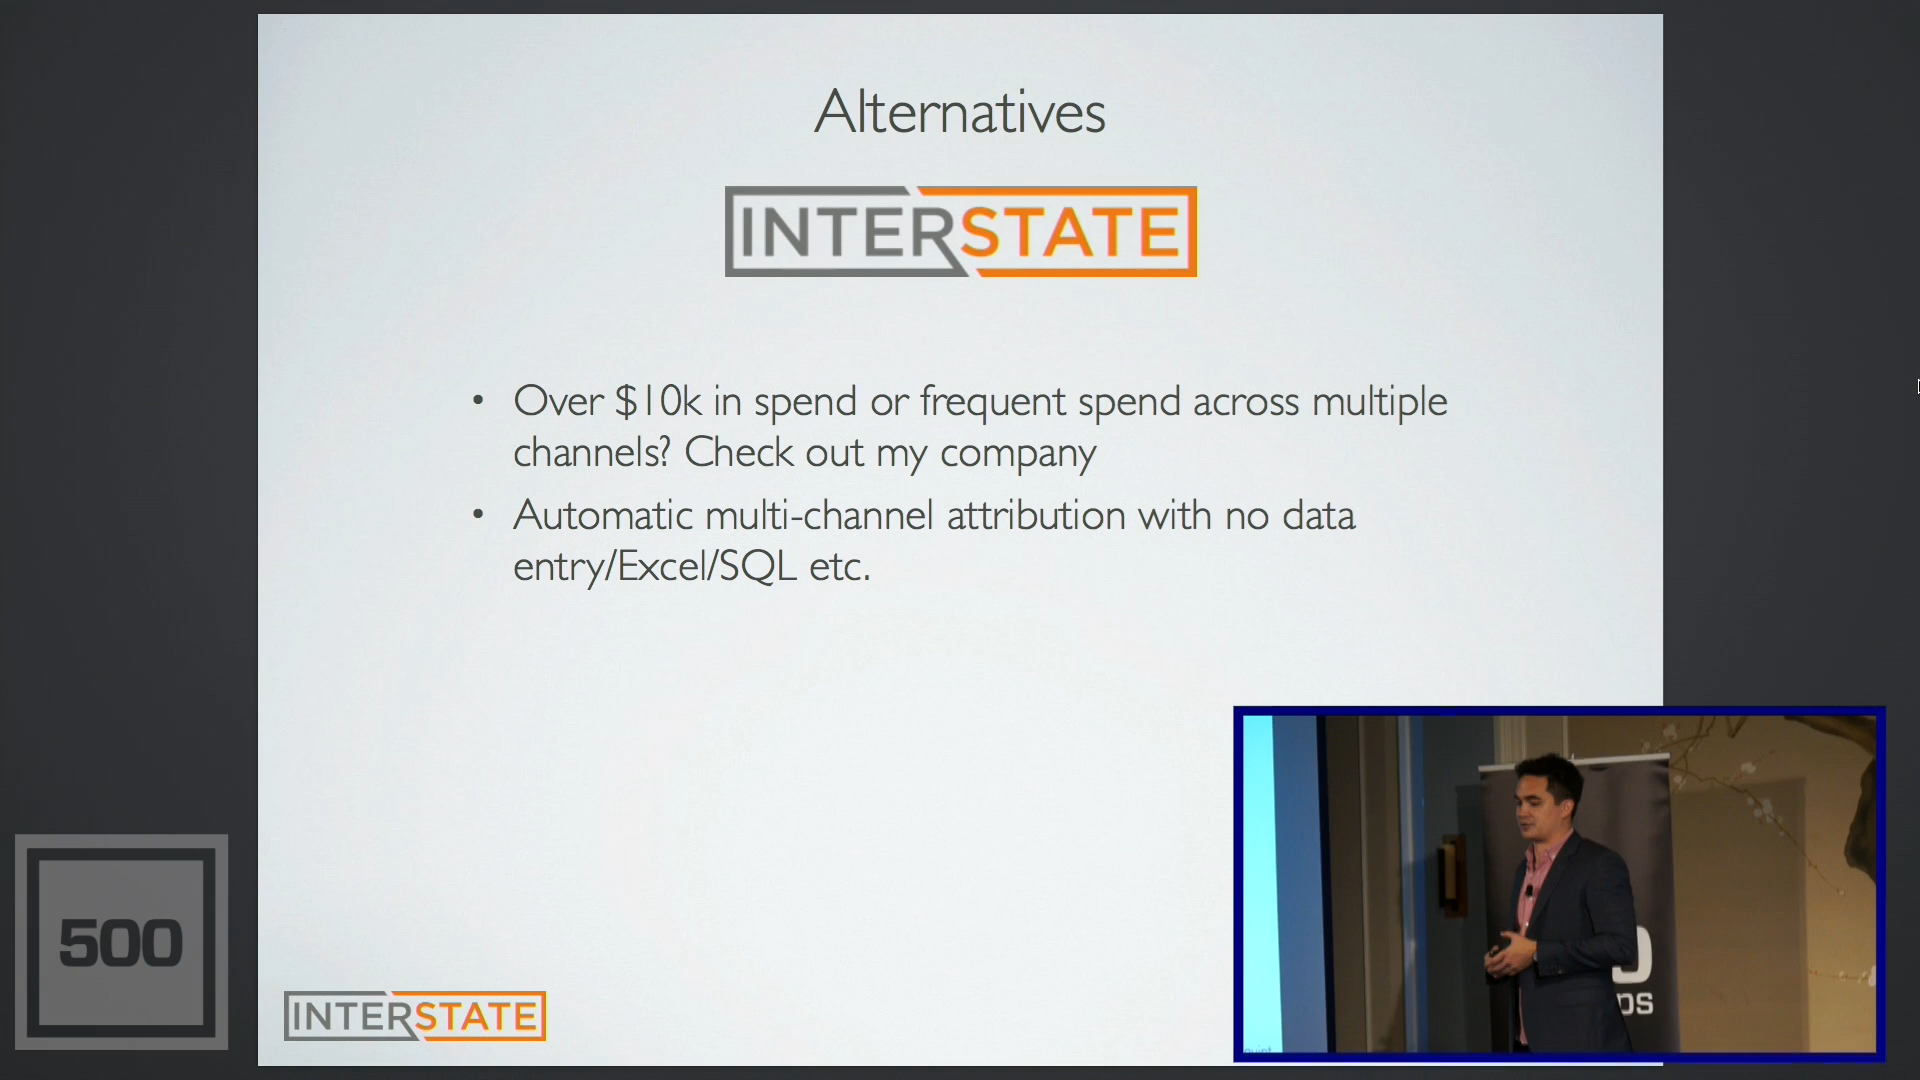 Alternatives
INTERSTATE
• Over $10k in spend or frequent spend across multiple
channels? Check out my company
• Automatic multi-channel attribution with no data
entry/Excel/SQL etc.
500
INTERSTATE